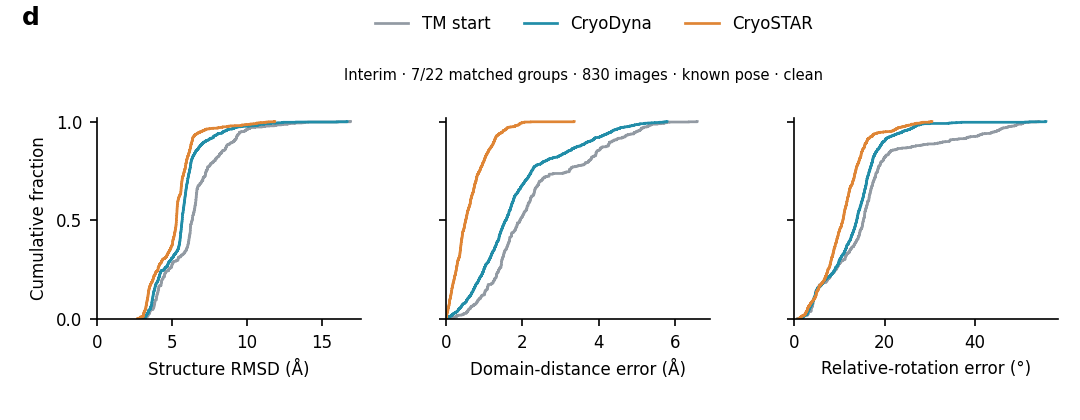 d
TM start CryoDyna CryoSTAR
Interim · 7/22 matched groups · 830 images · known pose · clean
Cumulative fraction
1.0
0.5
0.0
0 5 10 15
Structure RMSD (Å)
0 2 4 6
Domain-distance error (Å)
0 20 40
Relative-rotation error (°)